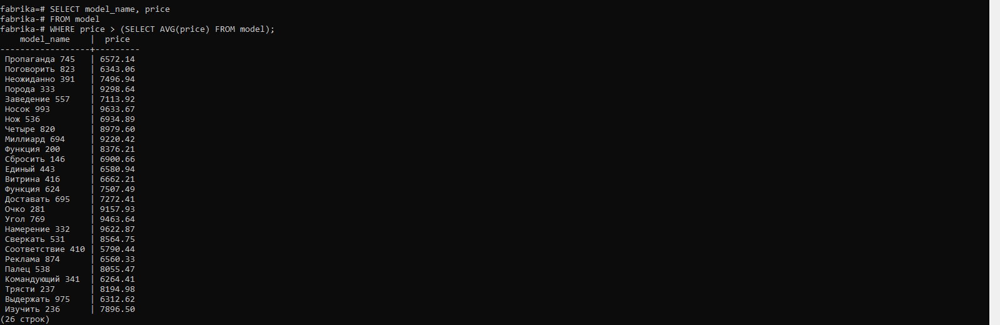 fabrika=# SELECT model_name, price
fabrika-# FROM model
fabrika-# WHERE price > (SELECT AVG(price) FROM model);
    model_name    |  price
------------------+---------
 Пропаганда 745   | 6572.14
 Поговорить 823   | 6343.06
 Неожиданно 391   | 7496.94
 Порода 333       | 9298.64
 Заведение 557    | 7113.92
 Носок 993        | 9633.67
 Нож 536          | 6934.89
 Четыре 820       | 8979.60
 Миллиард 694     | 9220.42
 Функция 200      | 8376.21
 Сбросить 146     | 6900.66
 Единый 443       | 6580.94
 Витрина 416      | 6662.21
 Функция 624      | 7507.49
 Доставать 695    | 7272.41
 Очко 281         | 9157.93
 Угол 769         | 9463.64
 Намерение 332    | 9622.87
 Сверкать 531     | 8564.75
 Соответствие 410 | 5790.44
 Реклама 874      | 6560.33
 Палец 538        | 8055.47
 Командующий 341  | 6264.41
 Трясти 237       | 8194.98
 Выдержать 975    | 6312.62
 Изучить 236      | 7896.50
(26 строк)